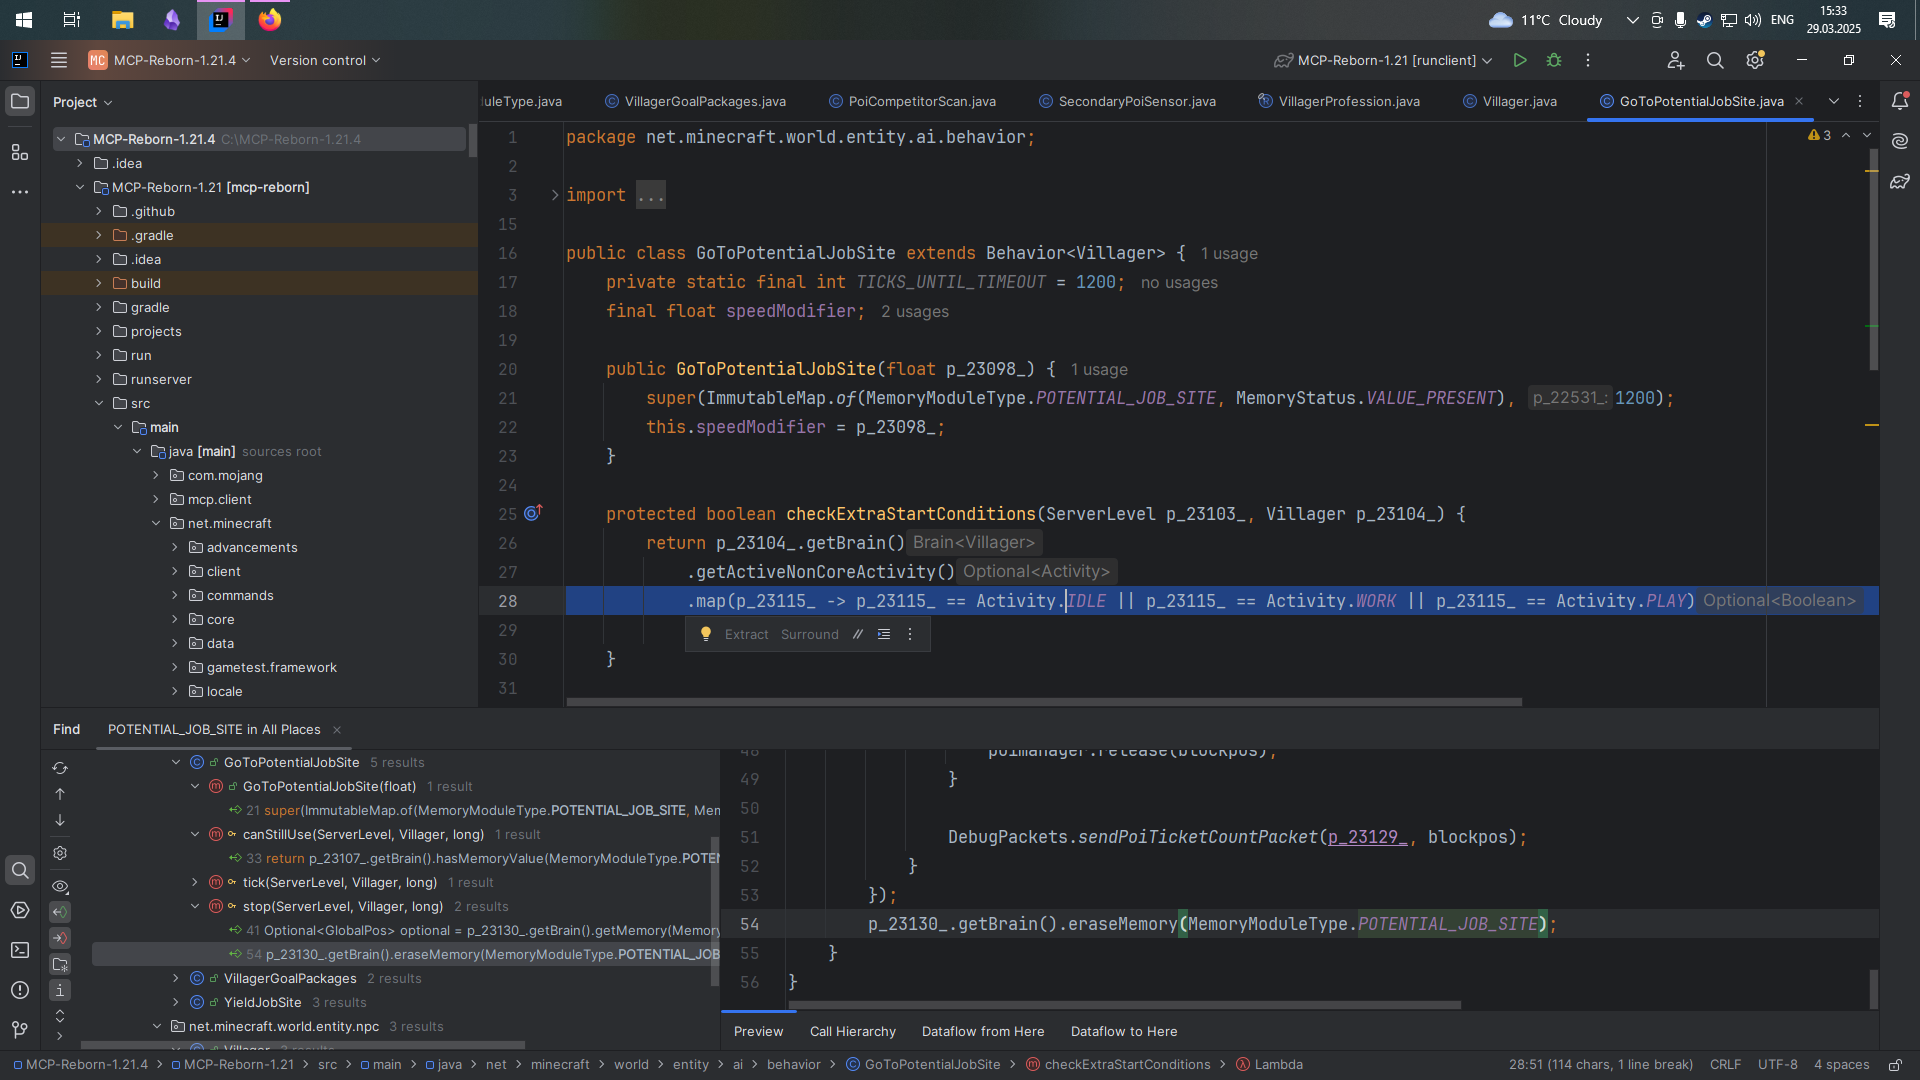 11°C Cloudy
ENG
15:33
29.03.2025
MC MCP-Reborn-1.21.4
Version control
MCP-Reborn-1.21 [runclient]
Project
MCP-Reborn-1.21.4 C:\MCP-Reborn-1.21.4
.idea
MCP-Reborn-1.21 [mcp-reborn]
.github
.gradle
.idea
build
gradle
projects
run
runserver
src
main
java [main] sources root
com.mojang
mcp.client
net.minecraft
advancements
client
commands
core
data
gametest.framework
locale
uleType.java
VillagerGoalPackages.java
PoiCompetitorScan.java
SecondaryPoiSensor.java
VillagerProfession.java
Villager.java
GoToPotentialJobSite.java
3
1 package net.minecraft.world.entity.ai.behavior;
2
3 import ...
15
16 public class GoToPotentialJobSite extends Behavior<Villager> { 1 usage
17 private static final int TICKS_UNTIL_TIMEOUT = 1200; no usages
18 final float speedModifier; 2 usages
19
20 public GoToPotentialJobSite(float p_23098_) { 1 usage
21 super(ImmutableMap.of(MemoryModuleType.POTENTIAL_JOB_SITE, MemoryStatus.VALUE_PRESENT), p_22531_: 1200);
22 this.speedModifier = p_23098_;
23 }
24
25 protected boolean checkExtraStartConditions(ServerLevel p_23103_, Villager p_23104_) {
26 return p_23104_.getBrain() Brain<Villager>
27 .getActiveNonCoreActivity() Optional<Activity>
28 .map(p_23115_ -> p_23115_ == Activity.IDLE || p_23115_ == Activity.WORK || p_23115_ == Activity.PLAY) Optional<Boolean>
29
Extract Surround //
30 }
31
Find
POTENTIAL_JOB_SITE in All Places
GoToPotentialJobSite 5 results
GoToPotentialJobSite(float) 1 result
21 super(ImmutableMap.of(MemoryModuleType.POTENTIAL_JOB_SITE, Mem
canStillUse(ServerLevel, Villager, long) 1 result
33 return p_23107_.getBrain().hasMemoryValue(MemoryModuleType.POTE
tick(ServerLevel, Villager, long) 1 result
stop(ServerLevel, Villager, long) 2 results
41 Optional<GlobalPos> optional = p_23130_.getBrain().getMemory(Memory
54 p_23130_.getBrain().eraseMemory(MemoryModuleType.POTENTIAL_JOB
VillagerGoalPackages 2 results
YieldJobSite 3 results
net.minecraft.world.entity.npc 3 results
Villager 3 results
48 poimanager.release(blockpos);
49 }
50
51 DebugPackets.sendPoiTicketCountPacket(p_23129_, blockpos);
52 }
53 });
54 p_23130_.getBrain().eraseMemory(MemoryModuleType.POTENTIAL_JOB_SITE);
55 }
56 }
Preview
Call Hierarchy
Dataflow from Here
Dataflow to Here
MCP-Reborn-1.21.4 > MCP-Reborn-1.21 > src > main > java > net > minecraft > world > entity > ai > behavior > GoToPotentialJobSite > checkExtraStartConditions > Lambda
28:51 (114 chars, 1 line break)
CRLF
UTF-8
4 spaces